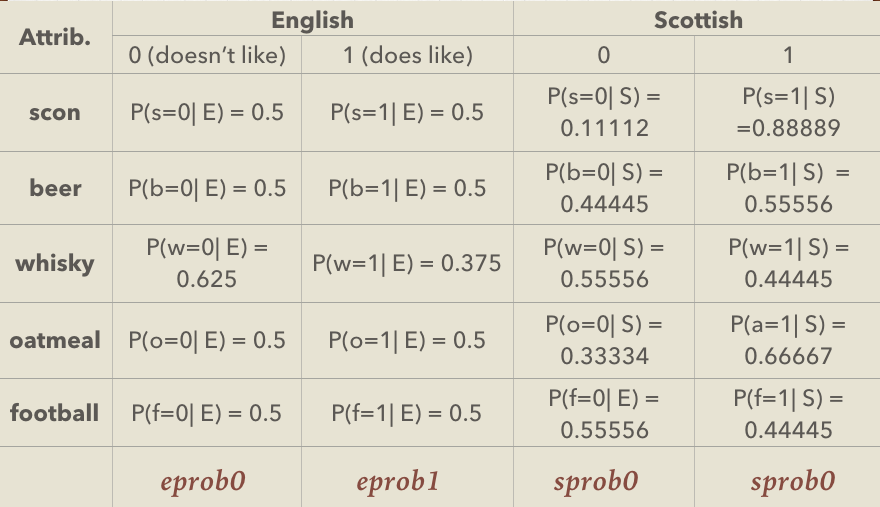 Attrib. English Scottish
0 (doesn't like) 1 (does like) 0 1
scon P(s=0| E) = 0.5 P(s=1| E) = 0.5 P(s=0| S) = 0.11112 P(s=1| S) =0.88889
beer P(b=0| E) = 0.5 P(b=1| E) = 0.5 P(b=0| S) = 0.44445 P(b=1| S) = 0.55556
whisky P(w=0| E) = 0.625 P(w=1| E) = 0.375 P(w=0| S) = 0.55556 P(w=1| S) = 0.44445
oatmeal P(o=0| E) = 0.5 P(o=1| E) = 0.5 P(o=0| S) = 0.33334 P(a=1| S) = 0.66667
football P(f=0| E) = 0.5 P(f=1| E) = 0.5 P(f=0| E) = 0.55556 P(f=1| S) = 0.44445
eprob0 eprob1 sprob0 sprob0